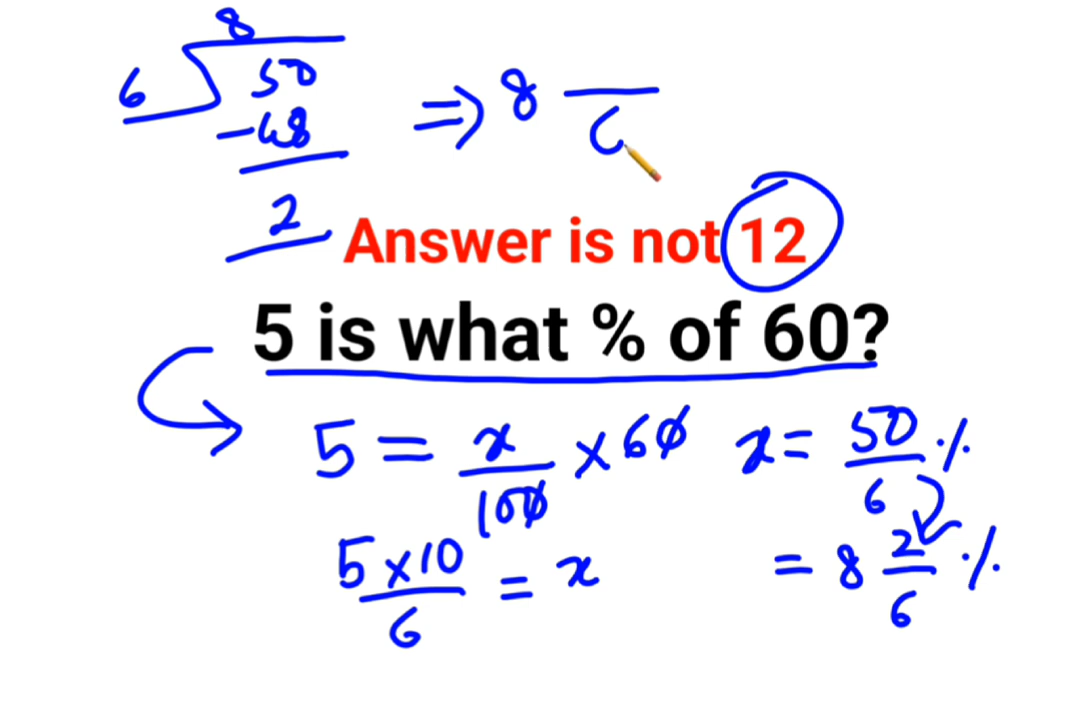 8
6 50 ⇒ 8
-48 6
2
Answer is not 12
5 is what % of 60?
5 = x/100 × 60 x = 50/6 %
5×10/6 = x = 8 2/6 %